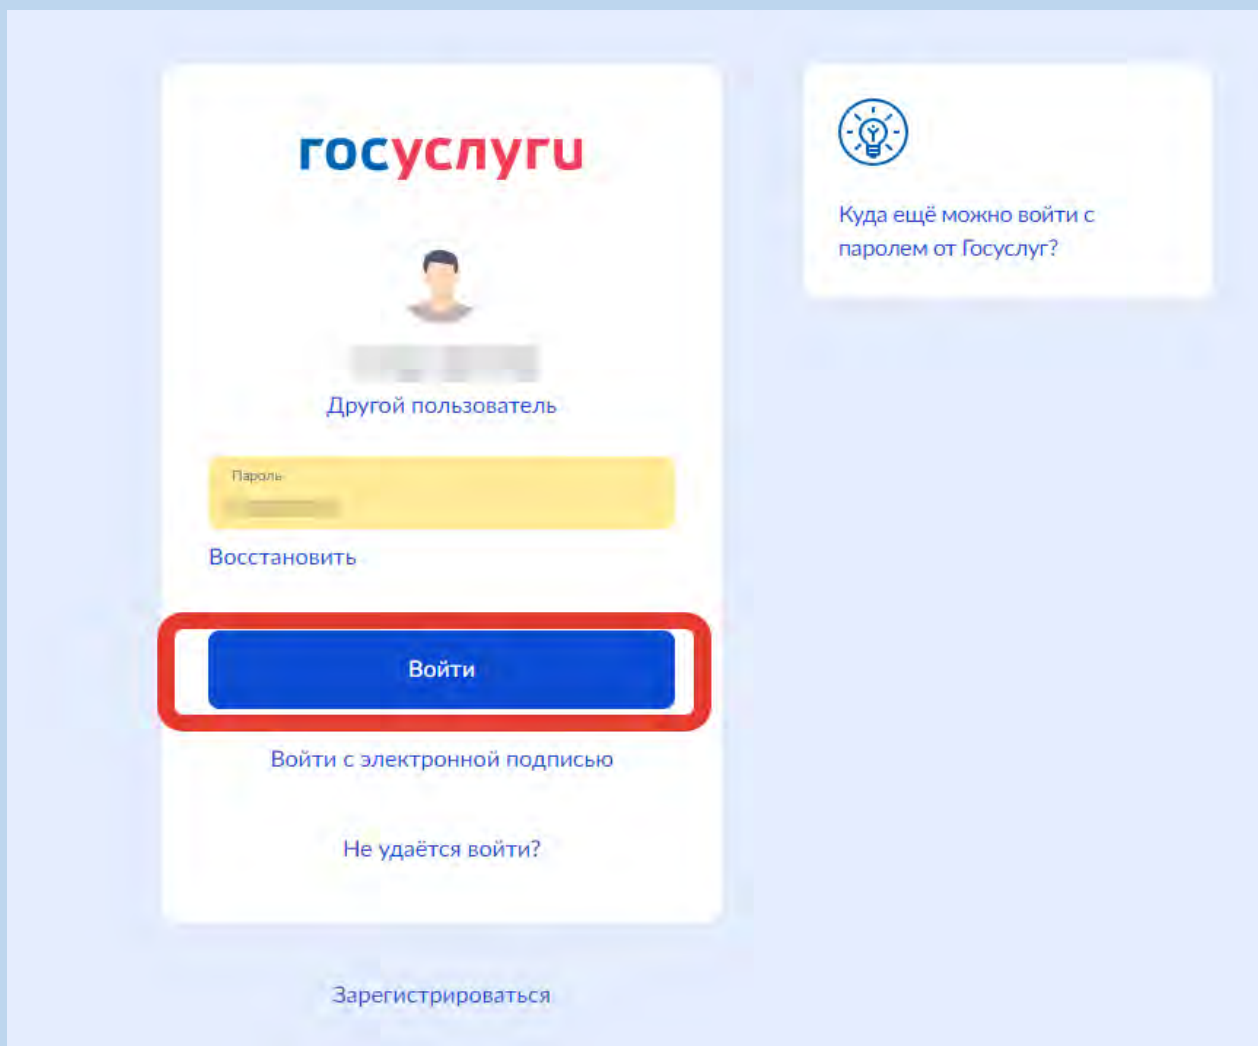 госуслуги
Другой пользователь
Пароль
Восстановить
Войти
Войти с электронной подписью
Не удаётся войти?
Зарегистрироваться
Куда ещё можно войти с
паролем от Госуслуг?